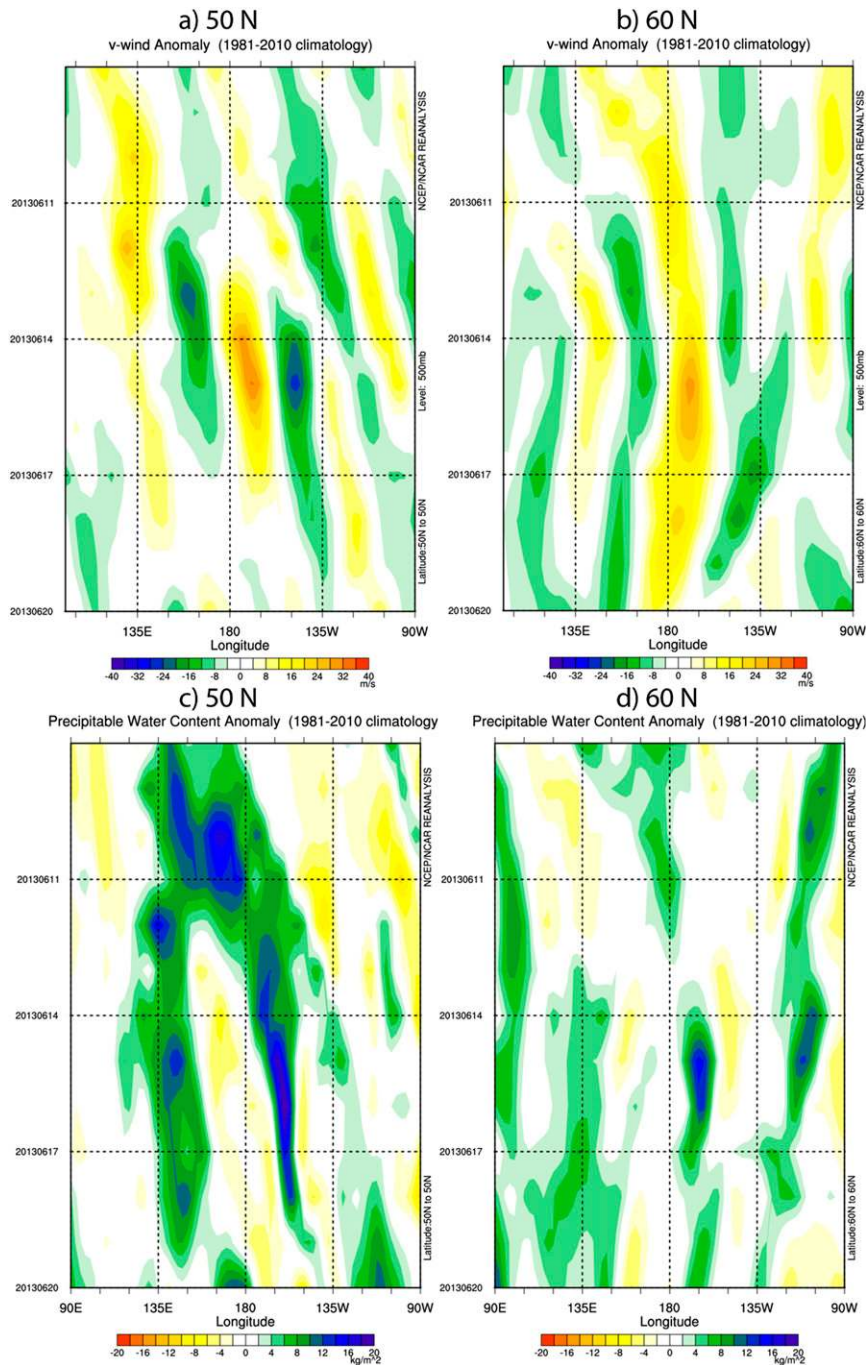 a) 50 N
v-wind Anomaly (1981-2010 climatology)
NCEP/NCAR REANALYSIS
20130611
20130614
Level: 500mb
20130617
Latitude:50N to 50N
20130620
135E 180 135W 90W
Longitude
-40 -32 -24 -16 -8 0 8 16 24 32 40
m/s
b) 60 N
v-wind Anomaly (1981-2010 climatology)
NCEP/NCAR REANALYSIS
20130611
20130614
Level: 500mb
20130617
Latitude:60N to 60N
20130620
135E 180 135W 90W
Longitude
-40 -32 -24 -16 -8 0 8 16 24 32 40
m/s
c) 50 N
Precipitable Water Content Anomaly (1981-2010 climatology
NCEP/NCAR REANALYSIS
20130611
20130614
20130617
Latitude:50N to 50N
20130620
90E 135E 180 135W 90W
Longitude
-20 -16 -12 -8 -4 0 4 8 12 16 20
kg/m^2
d) 60 N
Precipitable Water Content Anomaly (1981-2010 climatology
NCEP/NCAR REANALYSIS
20130611
20130614
20130617
Latitude:60N to 60N
20130620
90E 135E 180 135W 90W
Longitude
-20 -16 -12 -8 -4 0 4 8 12 16 20
kg/m^2